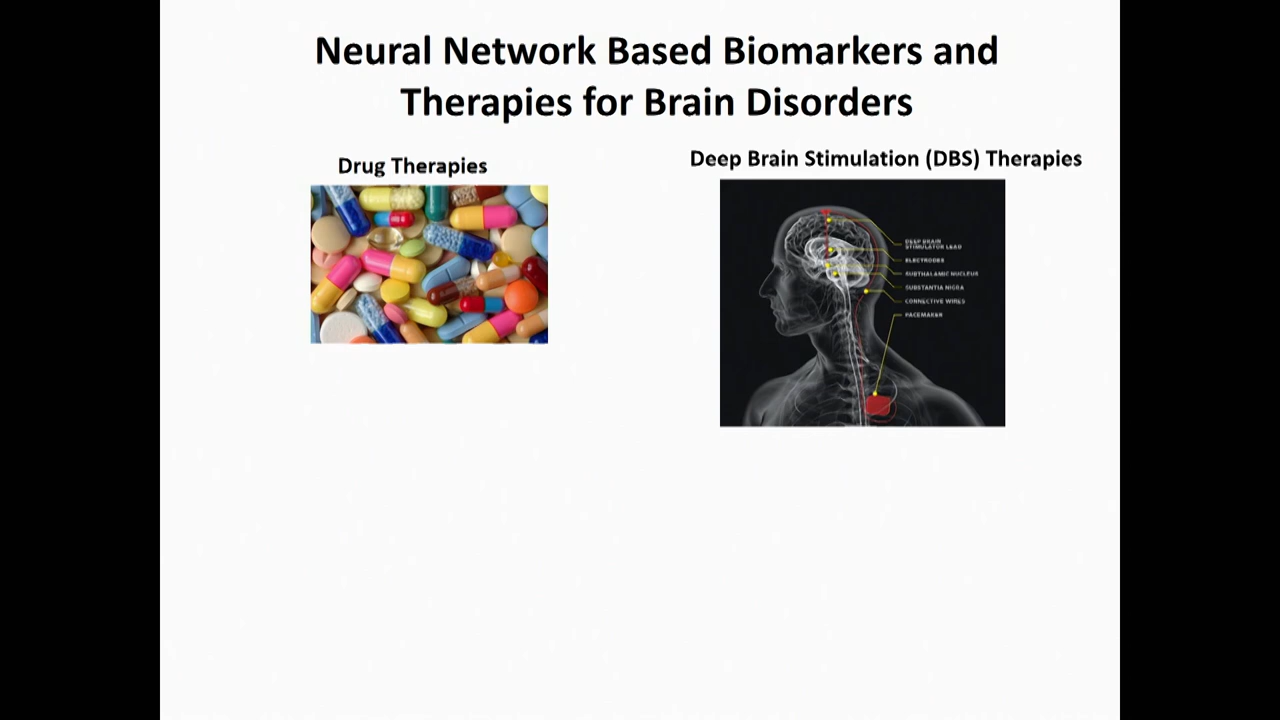 Neural Network Based Biomarkers and
Therapies for Brain Disorders
Drug Therapies
Deep Brain Stimulation (DBS) Therapies
DEEP BRAIN
STIMULATOR LEAD
ELECTRODES
SUBTHALAMIC NUCLEUS
SUBSTANTIA NIGRA
CONNECTIVE WIRES
PACEMAKER